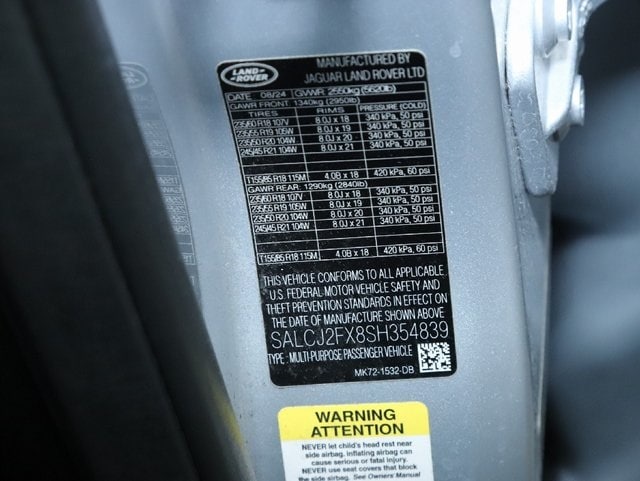 LAND-
ROVER
MANUFACTURED BY
JAGUAR LAND ROVER LTD
DATE 08/24 GVWR 2550kg (5620lb)
GAWR FRONT: 1340kg (2950lb)
TIRES RIMS PRESSURE (COLD)
235/60 R18 107V 8.0J x 18 340 kPa, 50 psi
235/55 R19 105W 8.0J x 19 340 kPa, 50 psi
235/50 R20 104W 8.0J x 20 340 kPa, 50 psi
245/45 R21 104W 8.0J x 21 340 kPa, 50 psi
T155/85 R18 115M 4.0B x 18 420 kPa, 60 psi
GAWR REAR: 1290kg (2840lb)
235/60 R18 107V 8.0J x 18 340 kPa, 50 psi
235/55 R19 105W 8.0J x 19 340 kPa, 50 psi
235/50 R20 104W 8.0J x 20 340 kPa, 50 psi
245/45 R21 104W 8.0J x 21 340 kPa, 50 psi
T155/85 R18 115M 4.0B x 18 420 kPa, 60 psi
THIS VEHICLE CONFORMS TO ALL APPLICABLE
U.S. FEDERAL MOTOR VEHICLE SAFETY AND
THEFT PREVENTION STANDARDS IN EFFECT ON
THE DATE OF MANUFACTURE SHOWN ABOVE
SALCJ2FX8SH354839
TYPE : MULTI-PURPOSE PASSENGER VEHICLE
MK72-1532-DB
WARNING
ATTENTION
NEVER let child's head rest near
side airbag, inflating airbag can
cause serious or fatal injury.
NEVER use seat covers that block
the side airbag. See Owners Manual